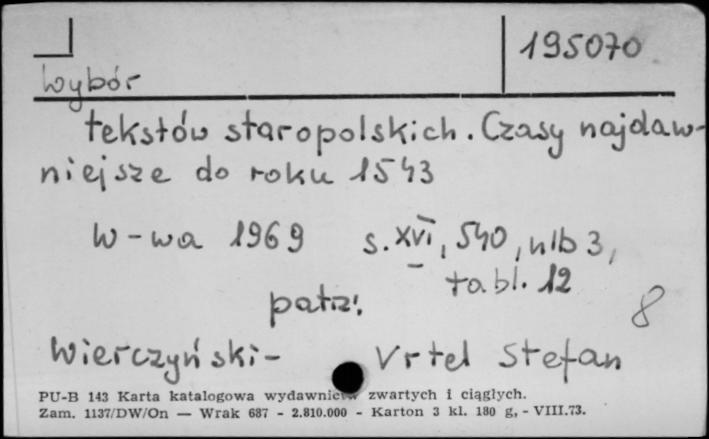 195070
Wybór
tekstów staropolskich. Czasy najdaw-
niejsze do roku 1543
W-wa 1969 s. XVI, 540, nlb 3,
tabl. 12
patrz: 8
Wierczyński- Vrtel Stefan
PU-B 143 Karta katalogowa wydawnictw zwartych i ciągłych.
Zam. 1137/DW/On — Wrak 687 - 2.810.000 - Karton 3 kl. 180 g, - VIII.73.